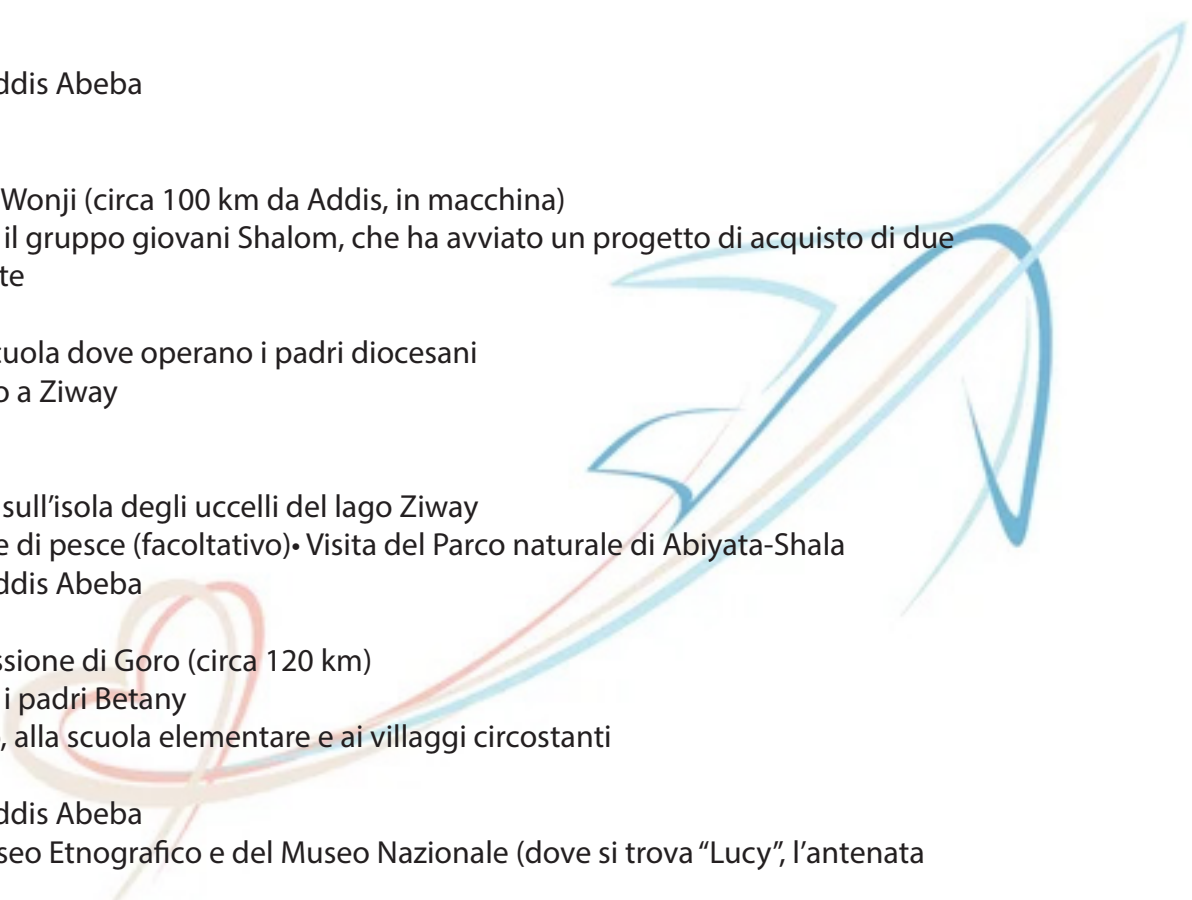 ddis Abeba
Wonji (circa 100 km da Addis, in macchina)
il gruppo giovani Shalom, che ha avviato un progetto di acquisto di due
te
cuola dove operano i padri diocesani
o a Ziway
sull’isola degli uccelli del lago Ziway
e di pesce (facoltativo)• Visita del Parco naturale di Abiyata-Shala
ddis Abeba
ssione di Goro (circa 120 km)
i padri Betany
, alla scuola elementare e ai villaggi circostanti
ddis Abeba
seo Etnografico e del Museo Nazionale (dove si trova “Lucy”, l’antenata